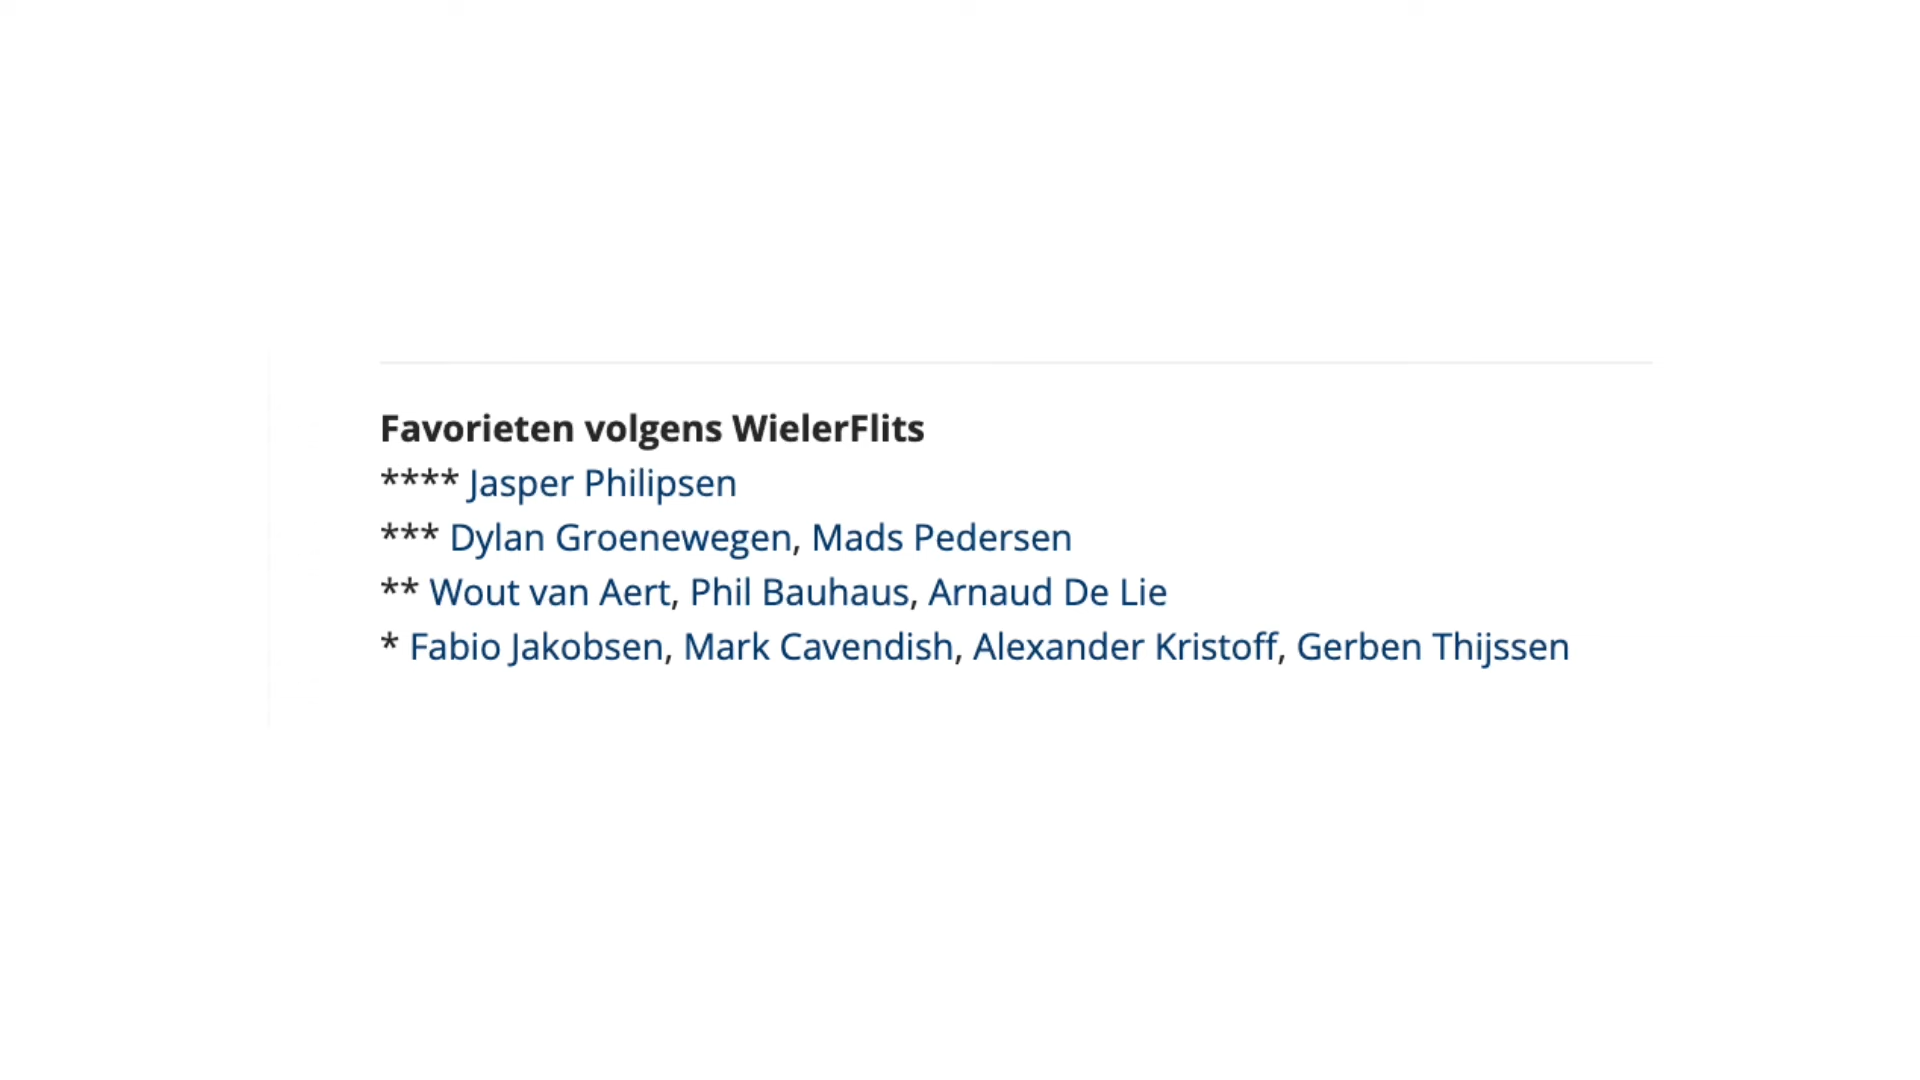 Favorieten volgens WielerFlits
**** Jasper Philipsen
*** Dylan Groenewegen, Mads Pedersen
** Wout van Aert, Phil Bauhaus, Arnaud De Lie
* Fabio Jakobsen, Mark Cavendish, Alexander Kristoff, Gerben Thijssen